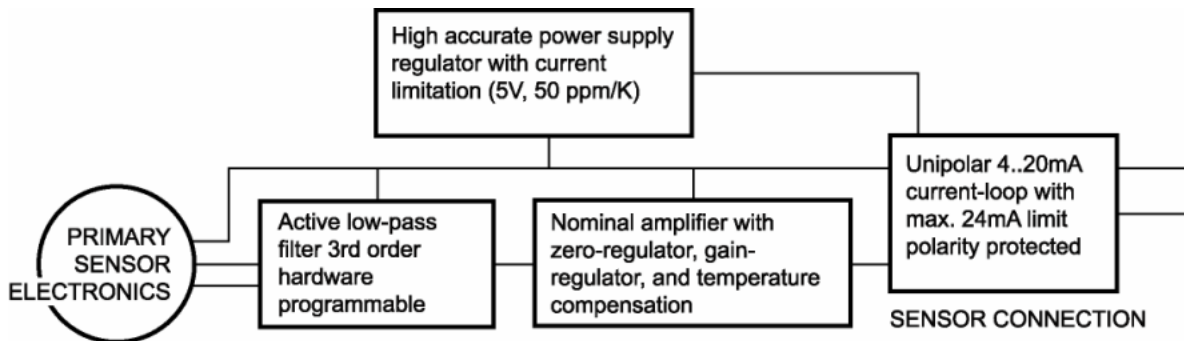 High accurate power supply
regulator with current
limitation (5V, 50 ppm/K)
PRIMARY
SENSOR
ELECTRONICS
Active low-pass
filter 3rd order
hardware
programmable
Nominal amplifier with
zero-regulator, gain-
regulator, and temperature
compensation
Unipolar 4..20mA
current-loop with
max. 24mA limit
polarity protected
SENSOR CONNECTION